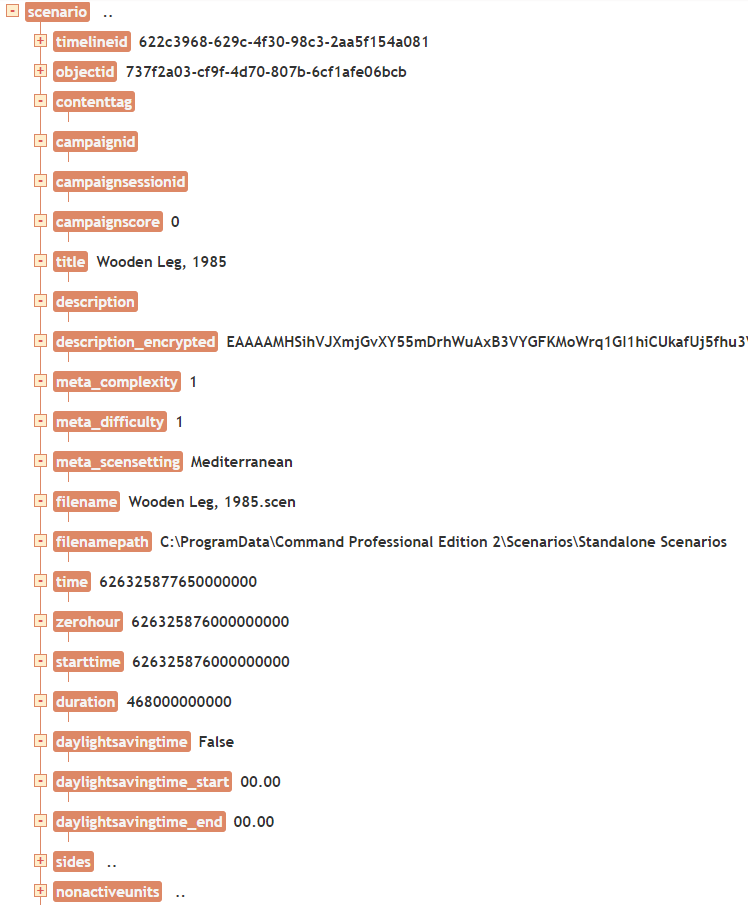 scenario ..
timelineid 622c3968-629c-4f30-98c3-2aa5f154a081
objectid 737f2a03-cf9f-4d70-807b-6cf1afe06bcb
contenttag
campaignid
campaignsessionid
campaignscore 0
title Wooden Leg, 1985
description
description_encrypted EAAAAMHSihVJXmjGvXY55mDrhWuAxB3VYGFKMoWrq1GI1hiCUkafUj5fhu3V
meta_complexity 1
meta_difficulty 1
meta_scensetting Mediterranean
filename Wooden Leg, 1985.scen
filenamepath C:\ProgramData\Command Professional Edition 2\Scenarios\Standalone Scenarios
time 626325877650000000
zerohour 626325876000000000
starttime 626325876000000000
duration 468000000000
daylightsavingtime False
daylightsavingtime_start 00.00
daylightsavingtime_end 00.00
sides ..
nonactiveunits ..